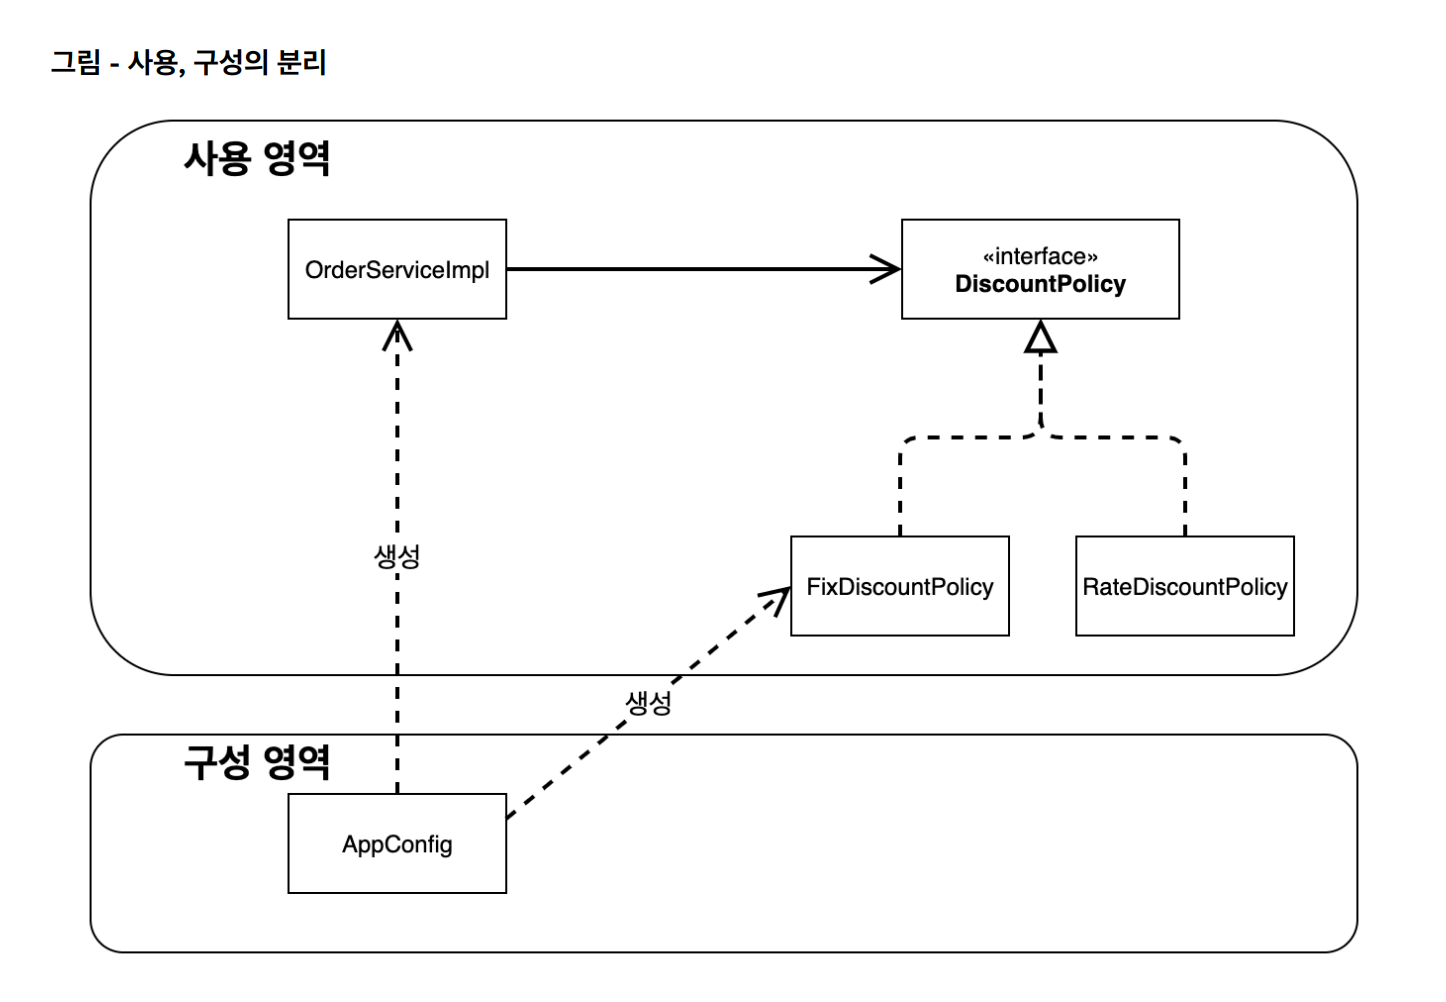 그림 - 사용, 구성의 분리
사용 영역
OrderServiceImpl
«interface»
DiscountPolicy
생성
FixDiscountPolicy
RateDiscountPolicy
생성
구성 영역
AppConfig